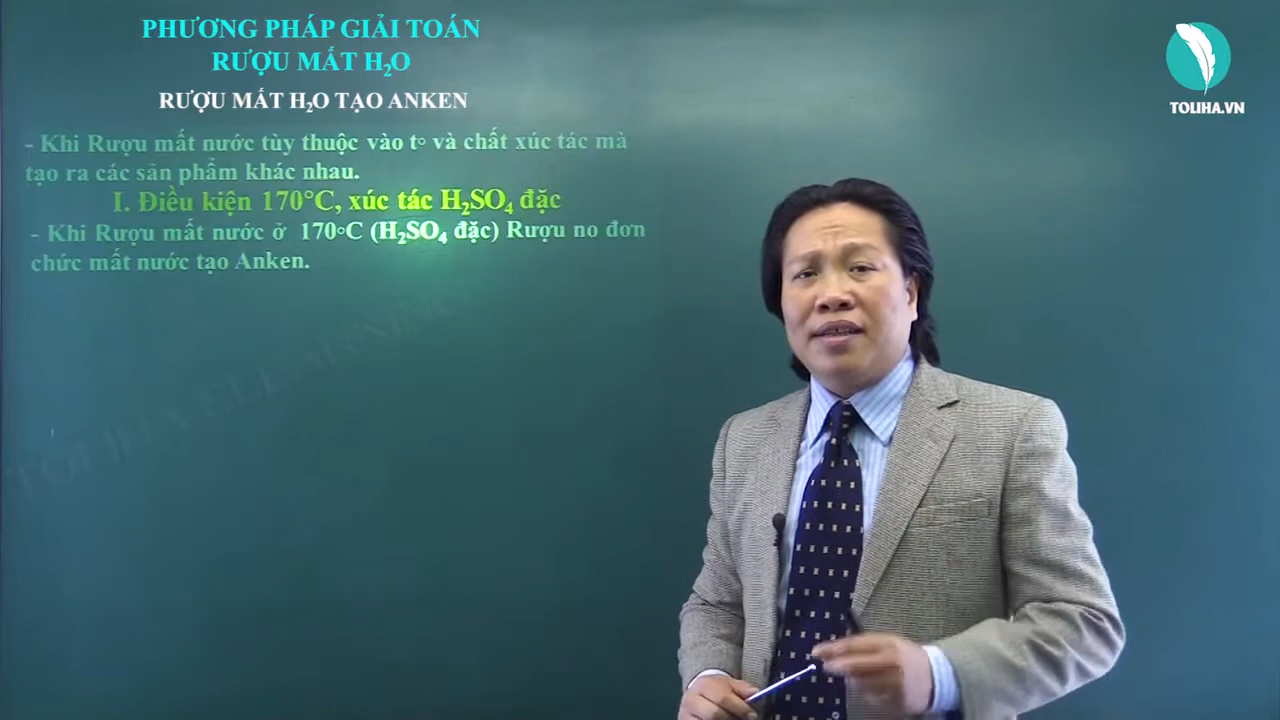 PHƯƠNG PHÁP GIẢI TOÁN
RƯỢU MẤT H₂O
RƯỢU MẤT H₂O TẠO ANKEN
- Khi Rượu mất nước tùy thuộc vào t° và chất xúc tác mà
tạo ra các sản phẩm khác nhau.
I. Điều kiện 170°C, xúc tác H₂SO₄ đặc
- Khi Rượu mất nước ở 170°C (H₂SO₄ đặc) Rượu no đơn
chức mất nước tạo Anken.
TOLIHA.VN